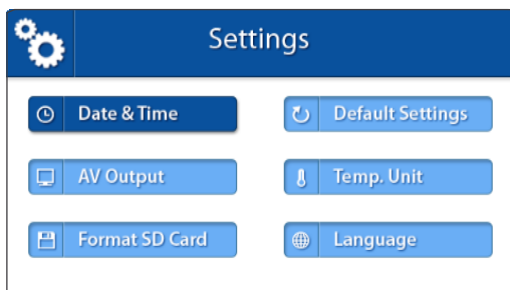 Settings
Date & Time
Default Settings
AV Output
Temp. Unit
Format SD Card
Language